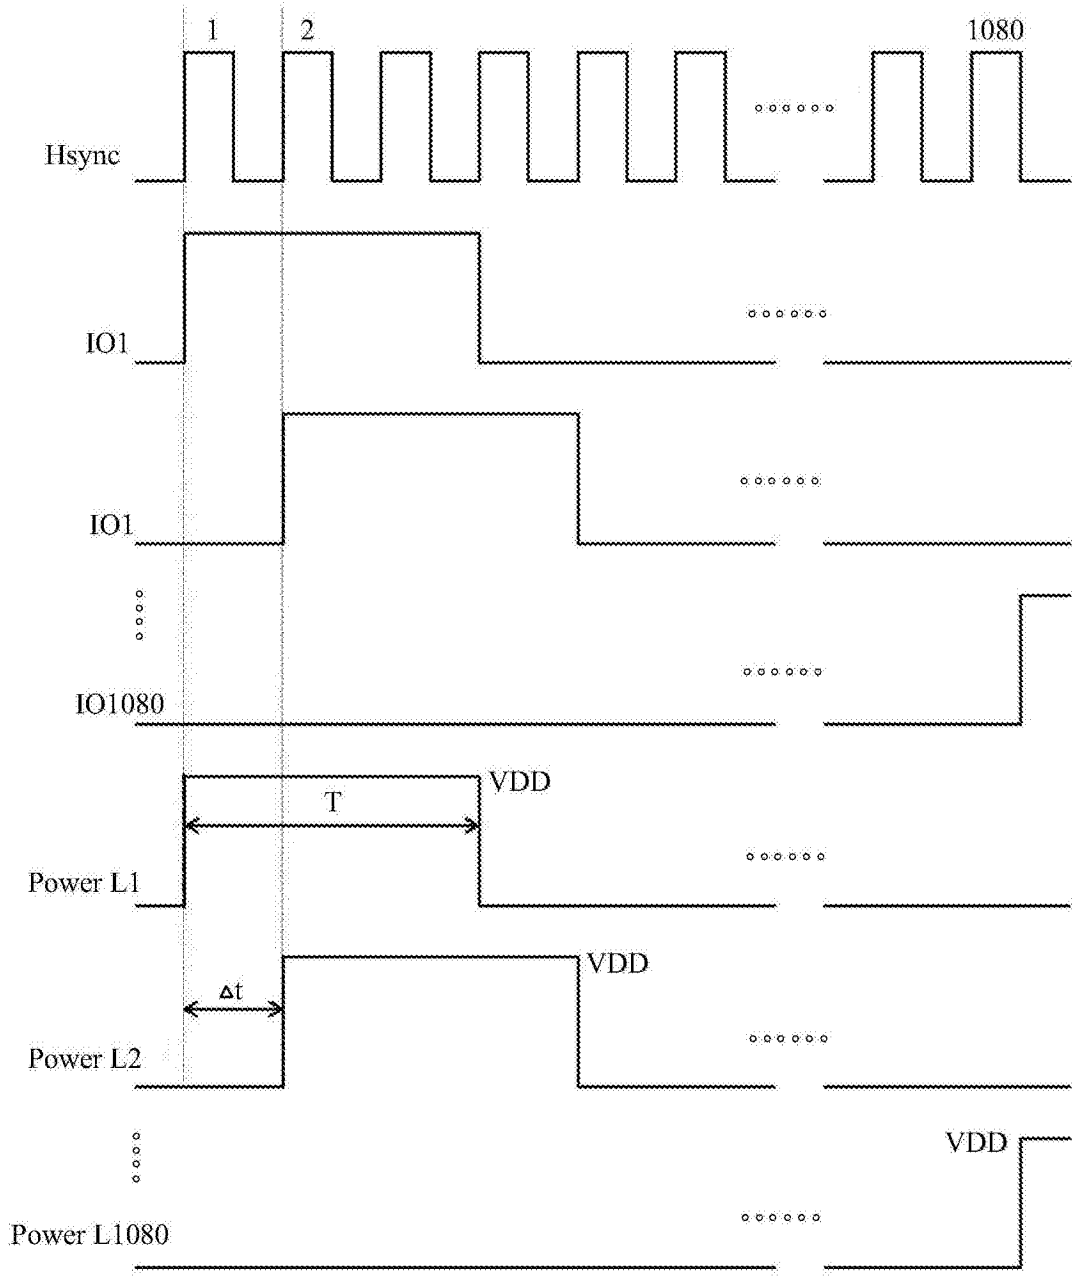 1 2 1080
Hsync
IO1
IO1
IO1080
VDD
T
Power L1
VDD
Δt
Power L2
VDD
Power L1080